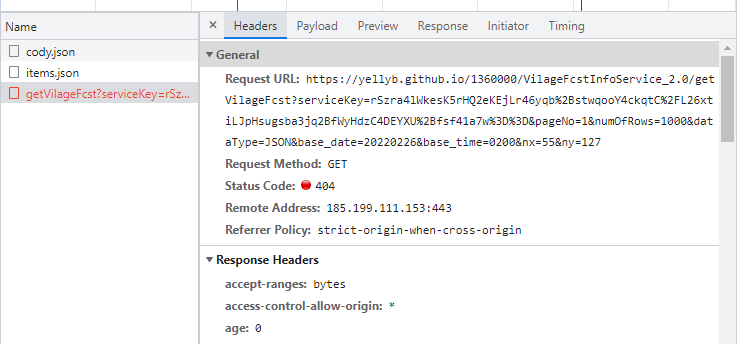 Name
× Headers Payload Preview Response Initiator Timing
cody.json
items.json
getVilageFcst?serviceKey=rSz...
▼ General
Request URL: https://yellyb.github.io/1360000/VilageFcstInfoService_2.0/get
VilageFcst?serviceKey=rSzra4lWkesK5rHQ2eKEjLr46yqb%2BstwqooY4ckqtC%2FL26xt
iLJpHsugsba3jq2BfWyHdzC4DEYXU%2Bfsf41a7w%3D%3D&pageNo=1&numOfRows=1000&dat
aType=JSON&base_date=20220226&base_time=0200&nx=55&ny=127
Request Method: GET
Status Code: 404
Remote Address: 185.199.111.153:443
Referrer Policy: strict-origin-when-cross-origin
▼ Response Headers
accept-ranges: bytes
access-control-allow-origin: *
age: 0